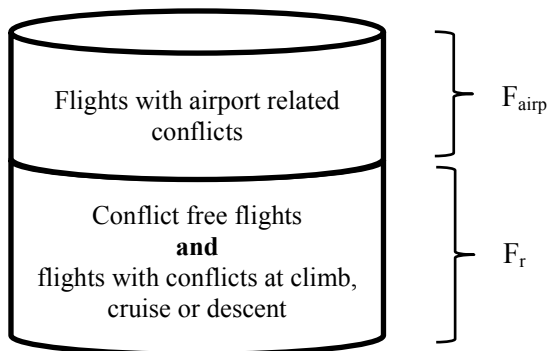 Flights with airport related
conflicts
F_airp
Conflict free flights
and
flights with conflicts at climb,
cruise or descent
F_r